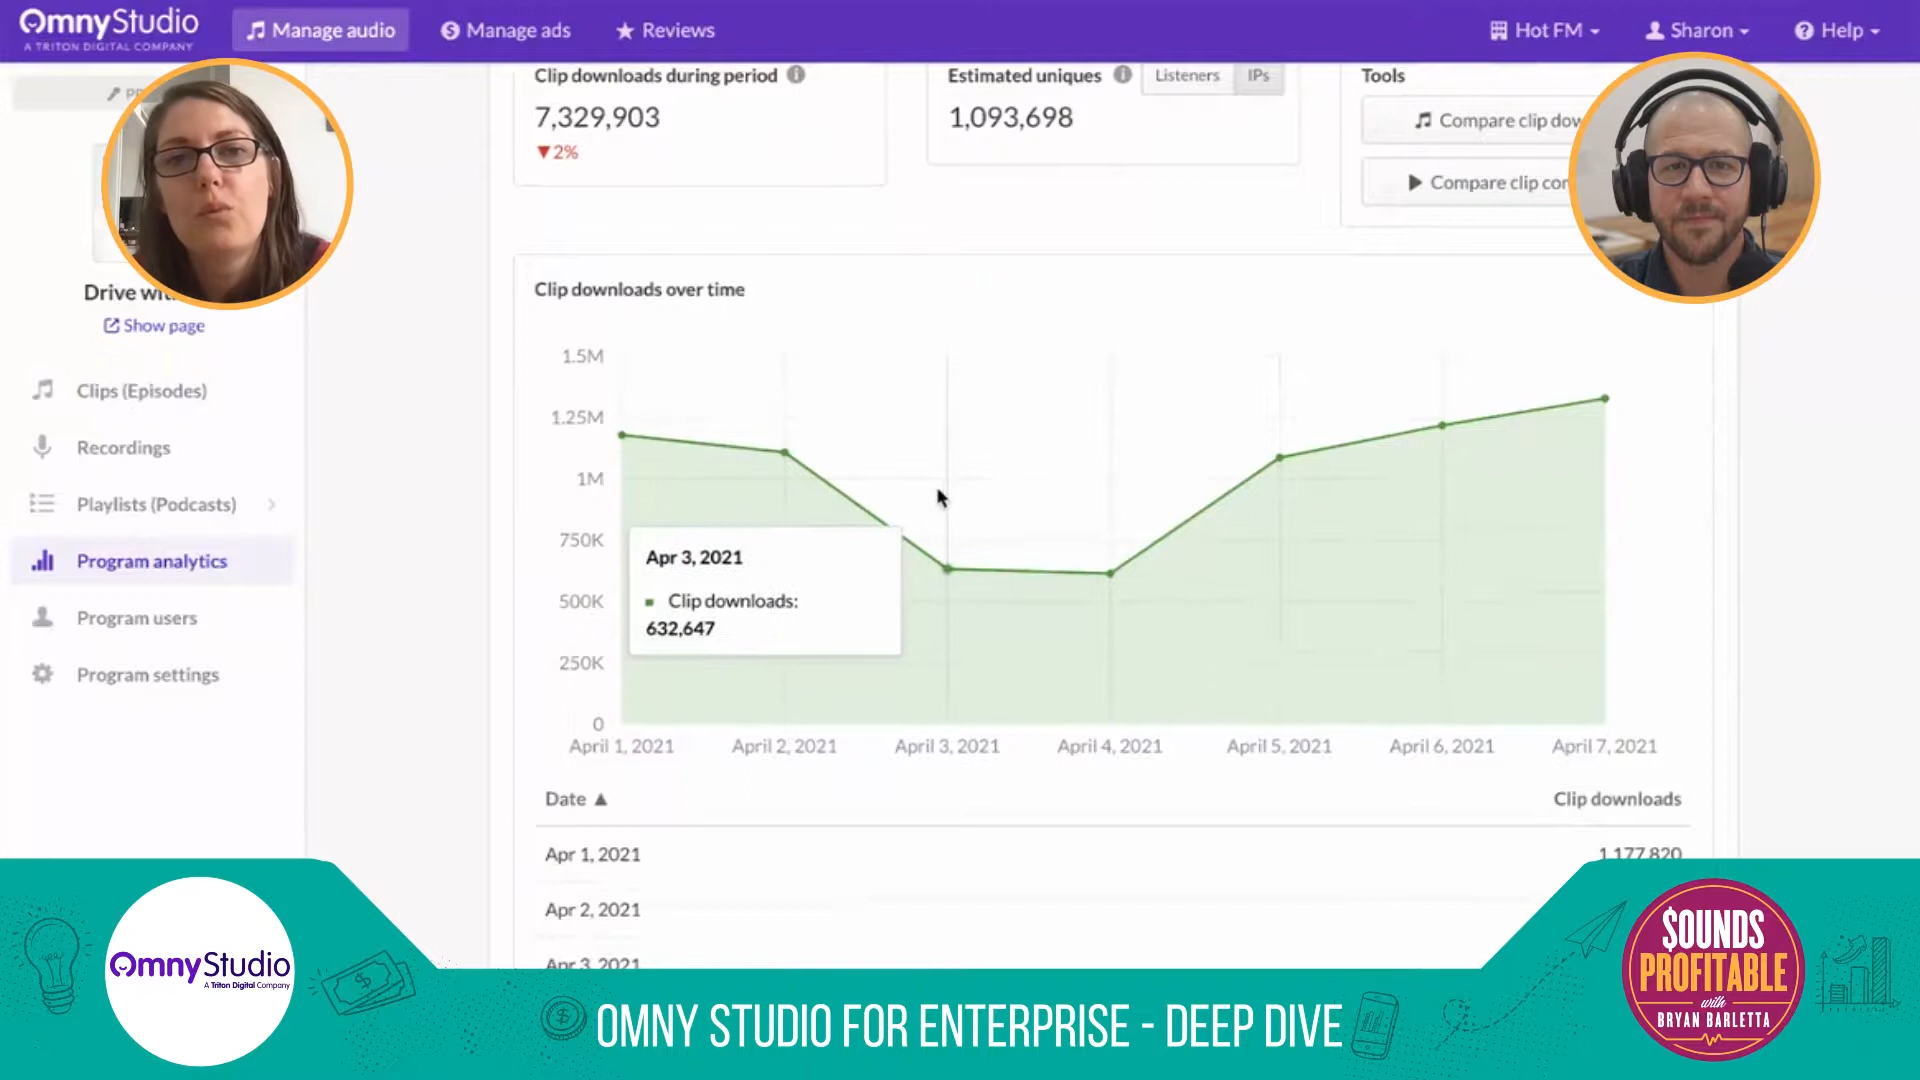 OmnyStudio
A TRITON DIGITAL COMPANY
Manage audio
Manage ads
Reviews
Hot FM
Sharon
Help
Clip downloads during period
7,329,903
▼2%
Estimated uniques
Listeners
IPs
1,093,698
Tools
Compare clip dow
Compare clip con
Drive
Show page
Clips (Episodes)
Recordings
Playlists (Podcasts)
Program analytics
Program users
Program settings
Clip downloads over time
1.5M
1.25M
1M
750K
500K
250K
0
Apr 3, 2021
Clip downloads:
632,647
April 1, 2021
April 2, 2021
April 3, 2021
April 4, 2021
April 5, 2021
April 6, 2021
April 7, 2021
Date ▲
Clip downloads
Apr 1, 2021
1,177,820
Apr 2, 2021
Apr 3, 2021
OmnyStudio
A Triton Digital Company
OMNY STUDIO FOR ENTERPRISE - DEEP DIVE
$OUNDS
PROFITABLE
with
BRYAN BARLETTA